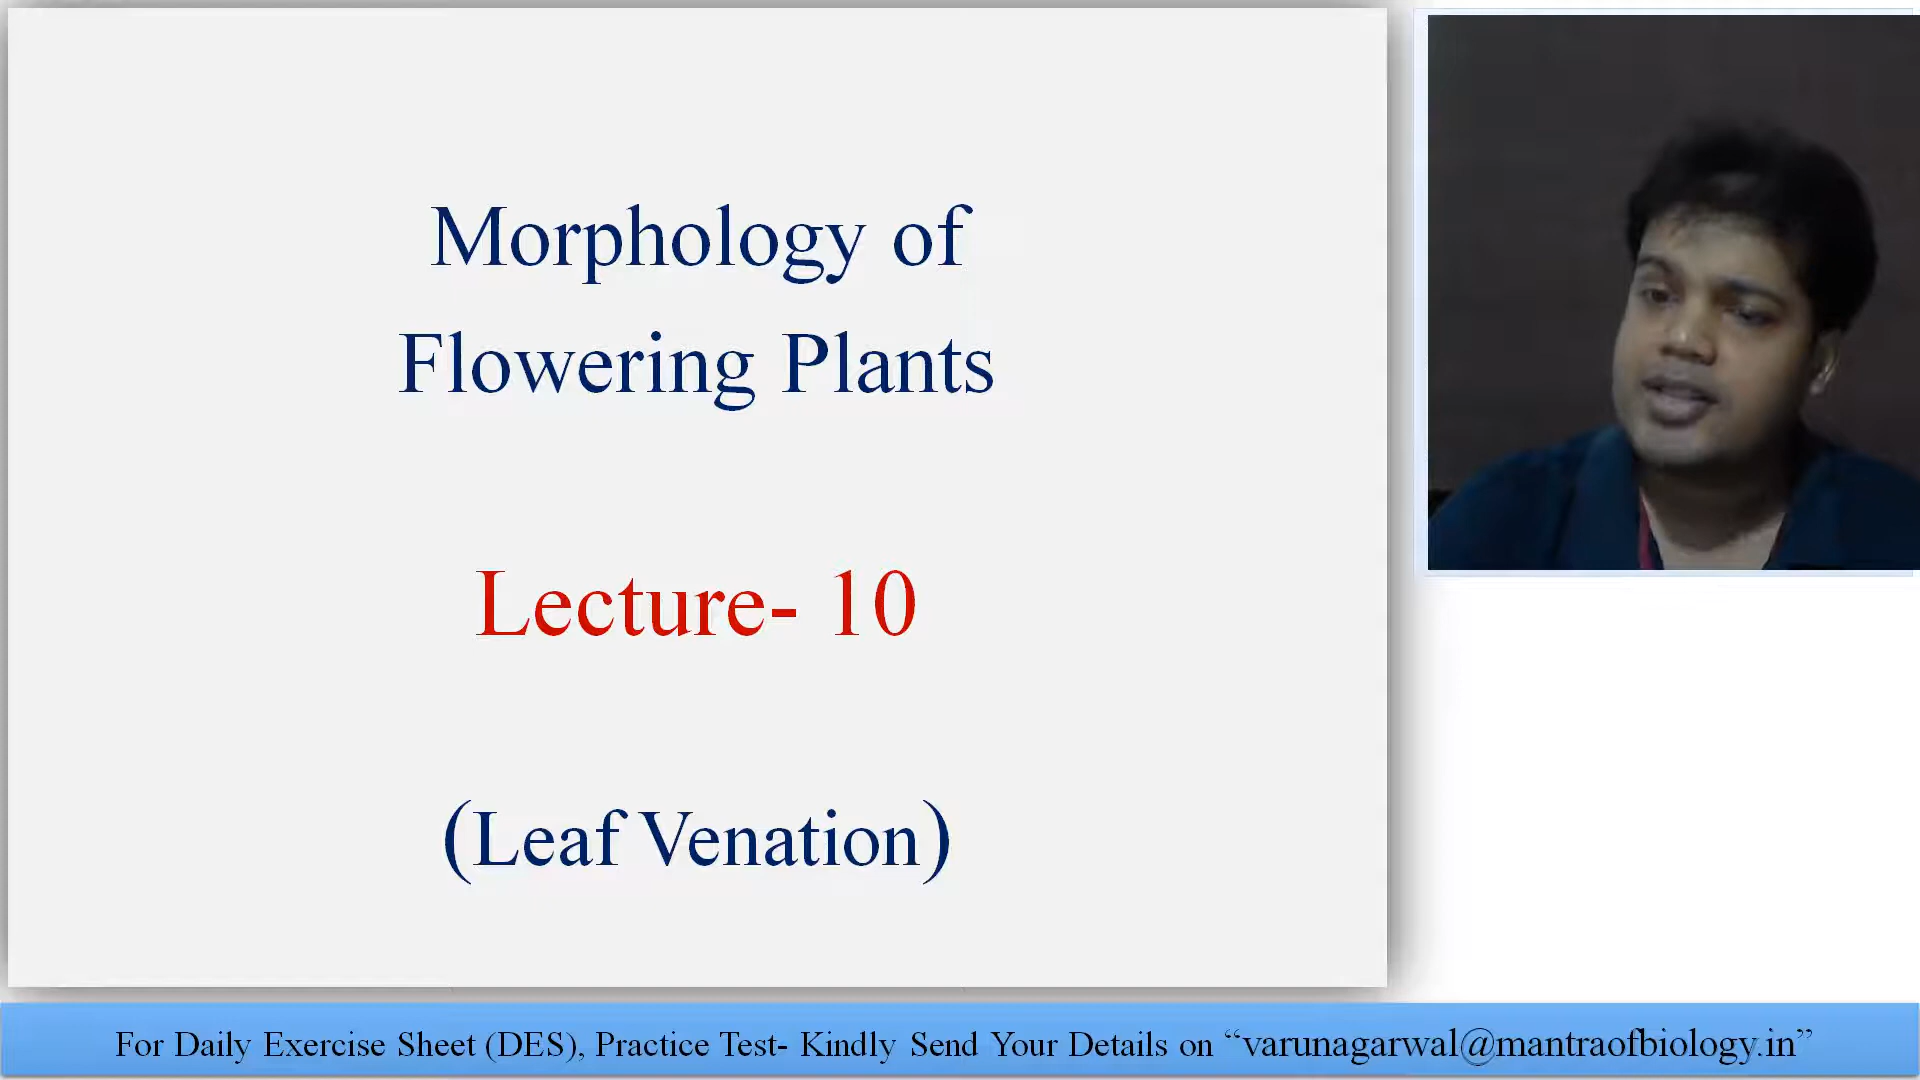 Morphology of
Flowering Plants
Lecture- 10
(Leaf Venation)
For Daily Exercise Sheet (DES), Practice Test- Kindly Send Your Details on “varunagarwal@mantraofbiology.in”